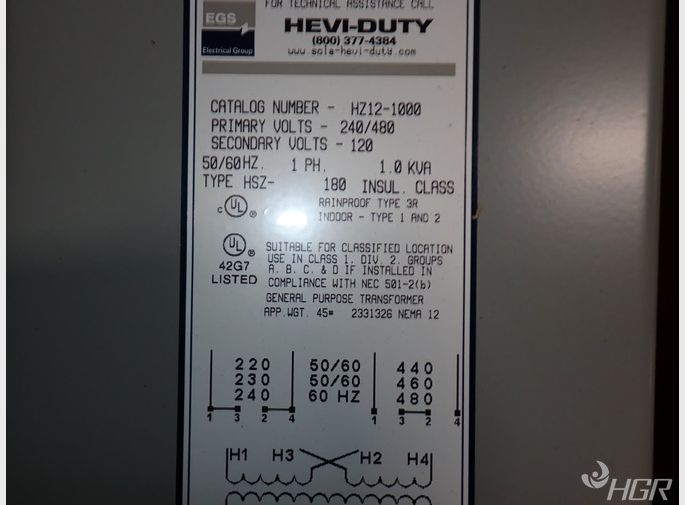 FOR TECHNICAL ASSISTANCE CALL
EGS
Electrical Group
HEVI-DUTY
(800) 377-4384
www.sola-hevi-duty.com
CATALOG NUMBER - HZ12-1000
PRIMARY VOLTS - 240/480
SECONDARY VOLTS - 120
50/60HZ. 1 PH. 1.0 KVA
TYPE HSZ- 180 INSUL. CLASS
c UL ®
RAINPROOF TYPE 3R
INDOOR - TYPE 1 AND 2
UL ®
42G7
LISTED
SUITABLE FOR CLASSIFIED LOCATION
USE IN CLASS 1. DIV. 2. GROUPS
A. B. C. & D IF INSTALLED IN
COMPLIANCE WITH NEC 501-2(b)
GENERAL PURPOSE TRANSFORMER
APP.WGT. 45# 2331326 NEMA 12
220 50/60 440
230 50/60 460
240 60 HZ 480
1 3 2 4 1 3 2 4
H1 H3 H2 H4
HGR